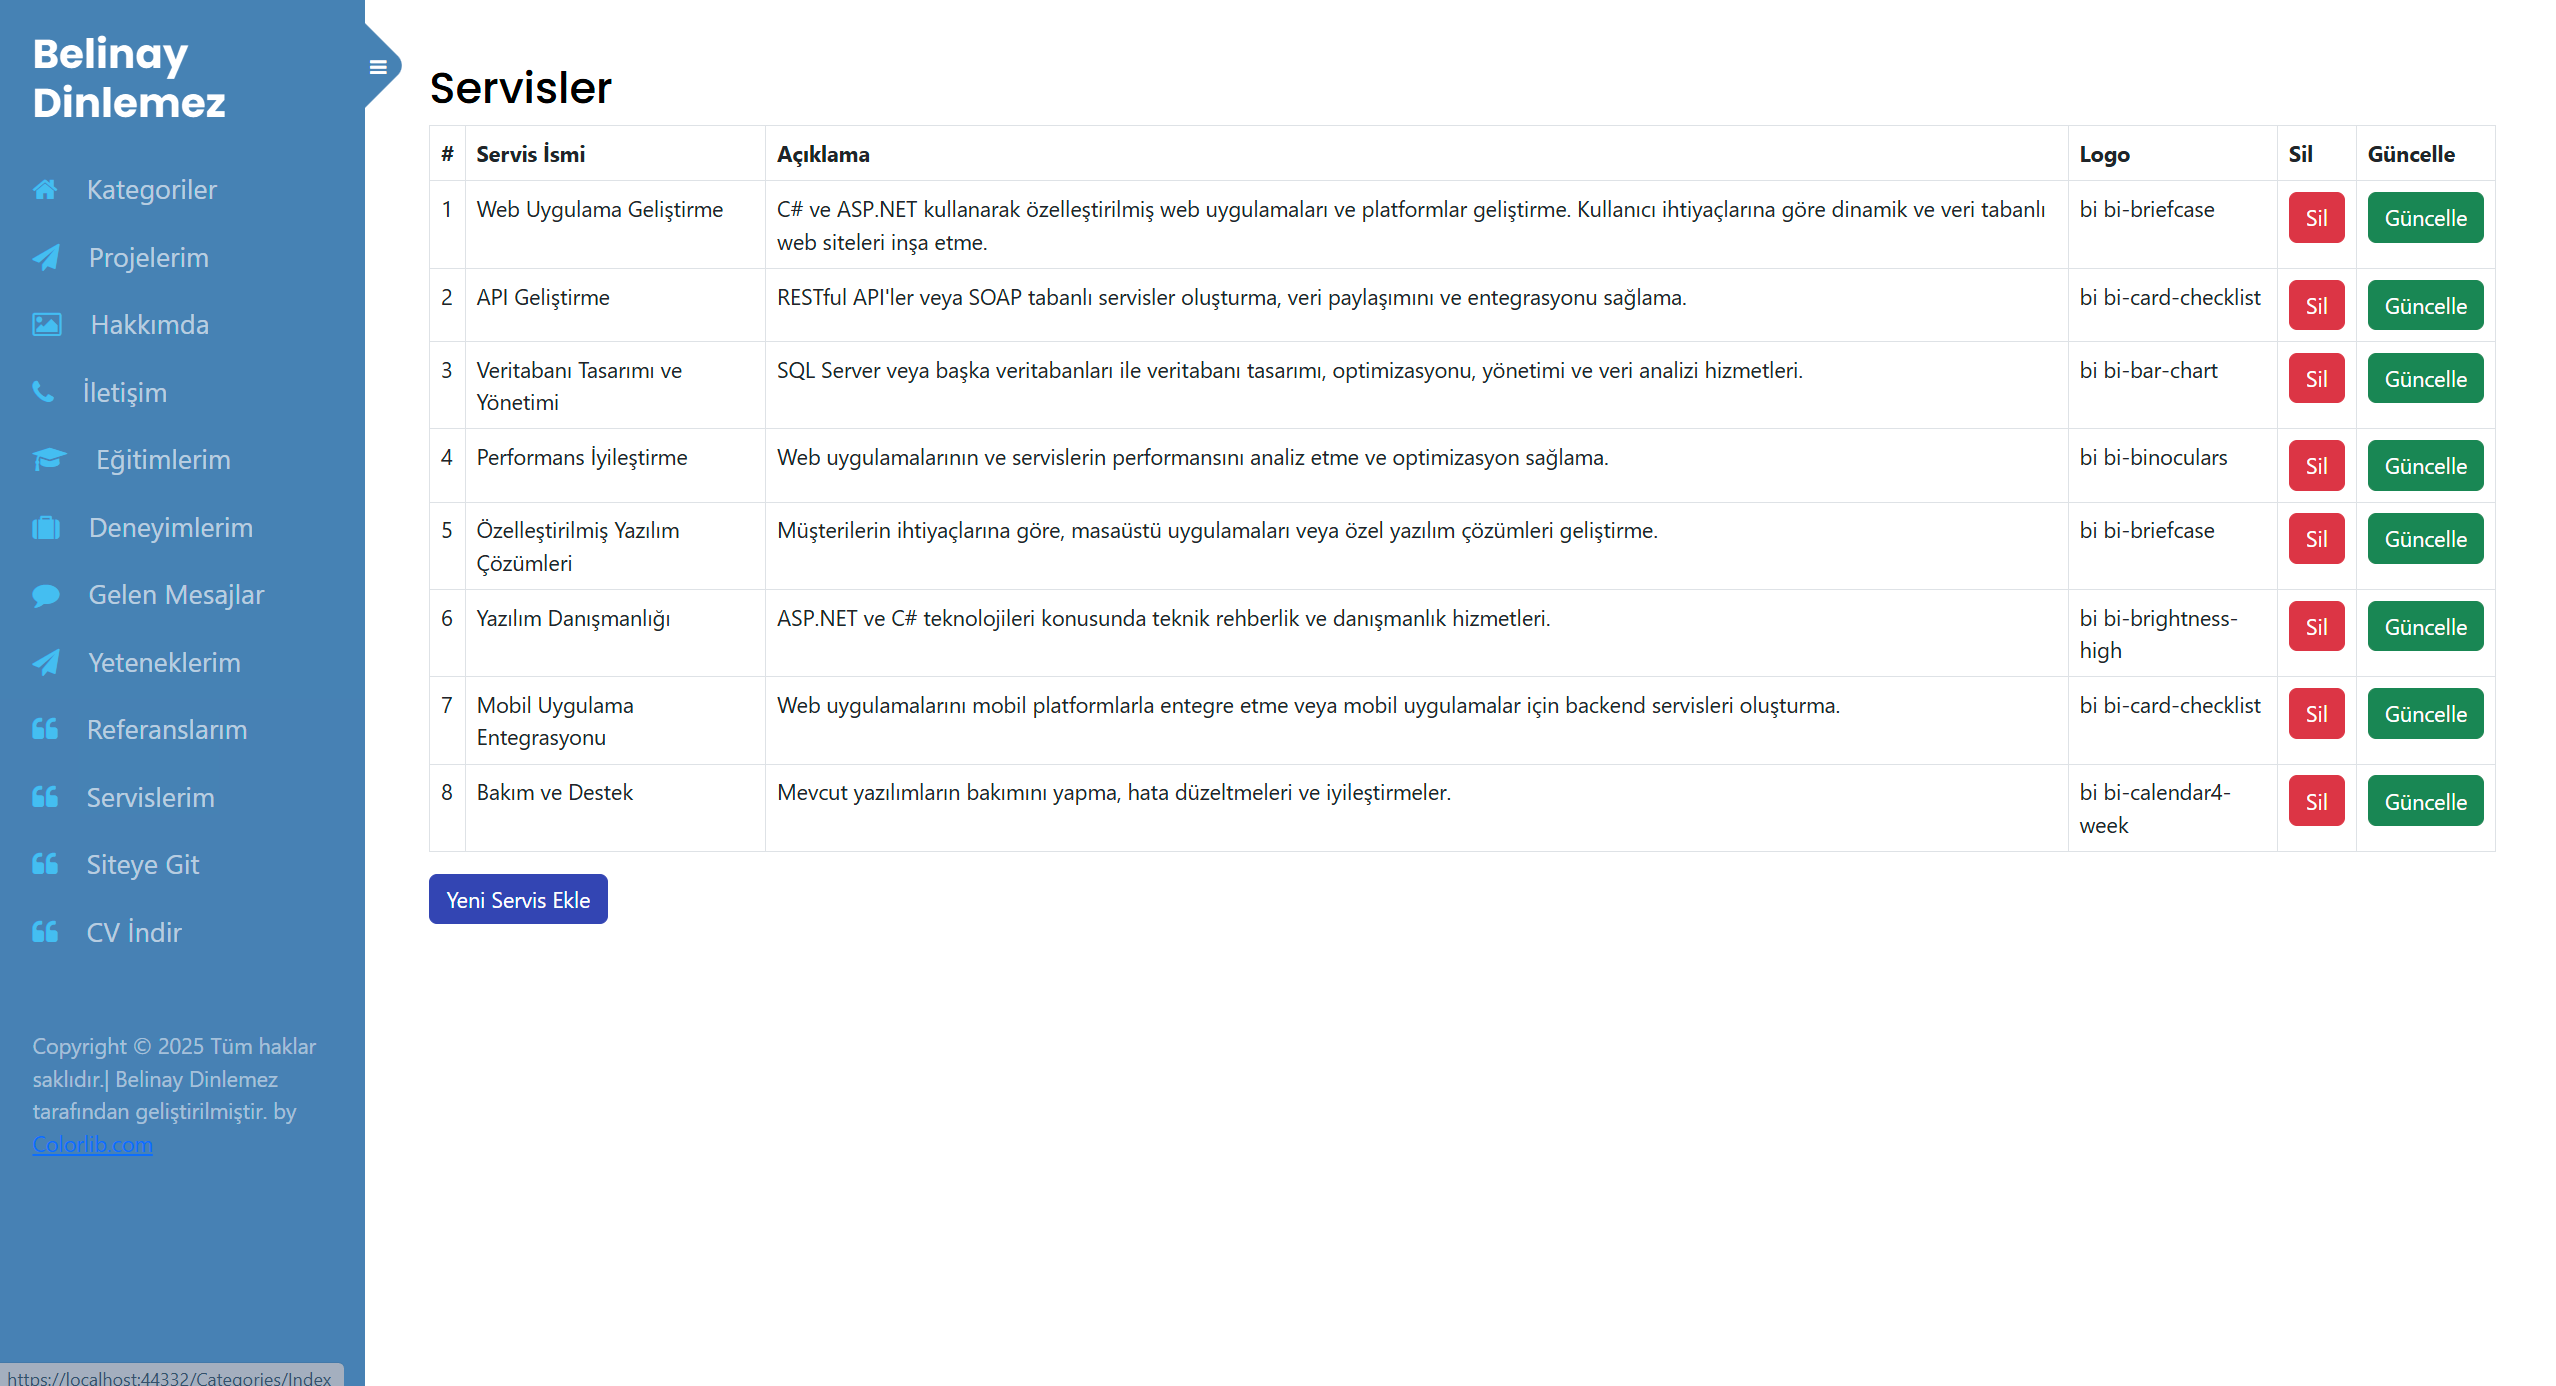 Belinay
Dinlemez
Kategoriler
Projelerim
Hakkımda
İletişim
Eğitimlerim
Deneyimlerim
Gelen Mesajlar
Yeteneklerim
Referanslarım
Servislerim
Siteye Git
CV İndir
Copyright © 2025 Tüm haklar
saklıdır.| Belinay Dinlemez
tarafından geliştirilmiştir. by
Colorlib.com
https://localhost:44332/Categories/Index
Servisler
# Servis İsmi Açıklama Logo Sil Güncelle
1 Web Uygulama Geliştirme C# ve ASP.NET kullanarak özelleştirilmiş web uygulamaları ve platformlar geliştirme. Kullanıcı ihtiyaçlarına göre dinamik ve veri tabanlı bi bi-briefcase Sil Güncelle
web siteleri inşa etme.
2 API Geliştirme RESTful API'ler veya SOAP tabanlı servisler oluşturma, veri paylaşımını ve entegrasyonu sağlama. bi bi-card-checklist Sil Güncelle
3 Veritabanı Tasarımı ve SQL Server veya başka veritabanları ile veritabanı tasarımı, optimizasyonu, yönetimi ve veri analizi hizmetleri. bi bi-bar-chart Sil Güncelle
Yönetimi
4 Performans İyileştirme Web uygulamalarının ve servislerin performansını analiz etme ve optimizasyon sağlama. bi bi-binoculars Sil Güncelle
5 Özelleştirilmiş Yazılım Müşterilerin ihtiyaçlarına göre, masaüstü uygulamaları veya özel yazılım çözümleri geliştirme. bi bi-briefcase Sil Güncelle
Çözümleri
6 Yazılım Danışmanlığı ASP.NET ve C# teknolojileri konusunda teknik rehberlik ve danışmanlık hizmetleri. bi bi-brightness- Sil Güncelle
high
7 Mobil Uygulama Web uygulamalarını mobil platformlarla entegre etme veya mobil uygulamalar için backend servisleri oluşturma. bi bi-card-checklist Sil Güncelle
Entegrasyonu
8 Bakım ve Destek Mevcut yazılımların bakımını yapma, hata düzeltmeleri ve iyileştirmeler. bi bi-calendar4- Sil Güncelle
week
Yeni Servis Ekle